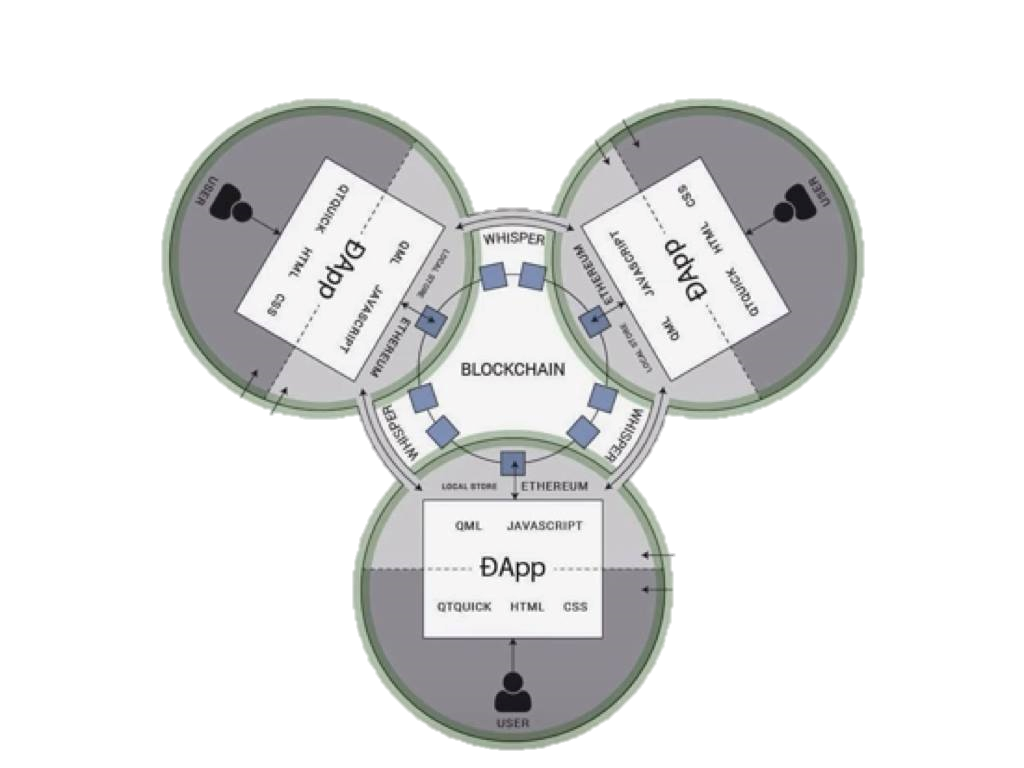 USER
QTQUICK
HTML
CSS
ĐApp
QML
JAVASCRIPT
LOCAL STORE
ETHEREUM
WHISPER
USER
CSS
HTML
QTQUICK
ĐApp
JAVASCRIPT
QML
ETHEREUM
LOCAL STORE
BLOCKCHAIN
WHISPER
WHISPER
LOCAL STORE ETHEREUM
QML JAVASCRIPT
ĐApp
QTQUICK HTML CSS
USER